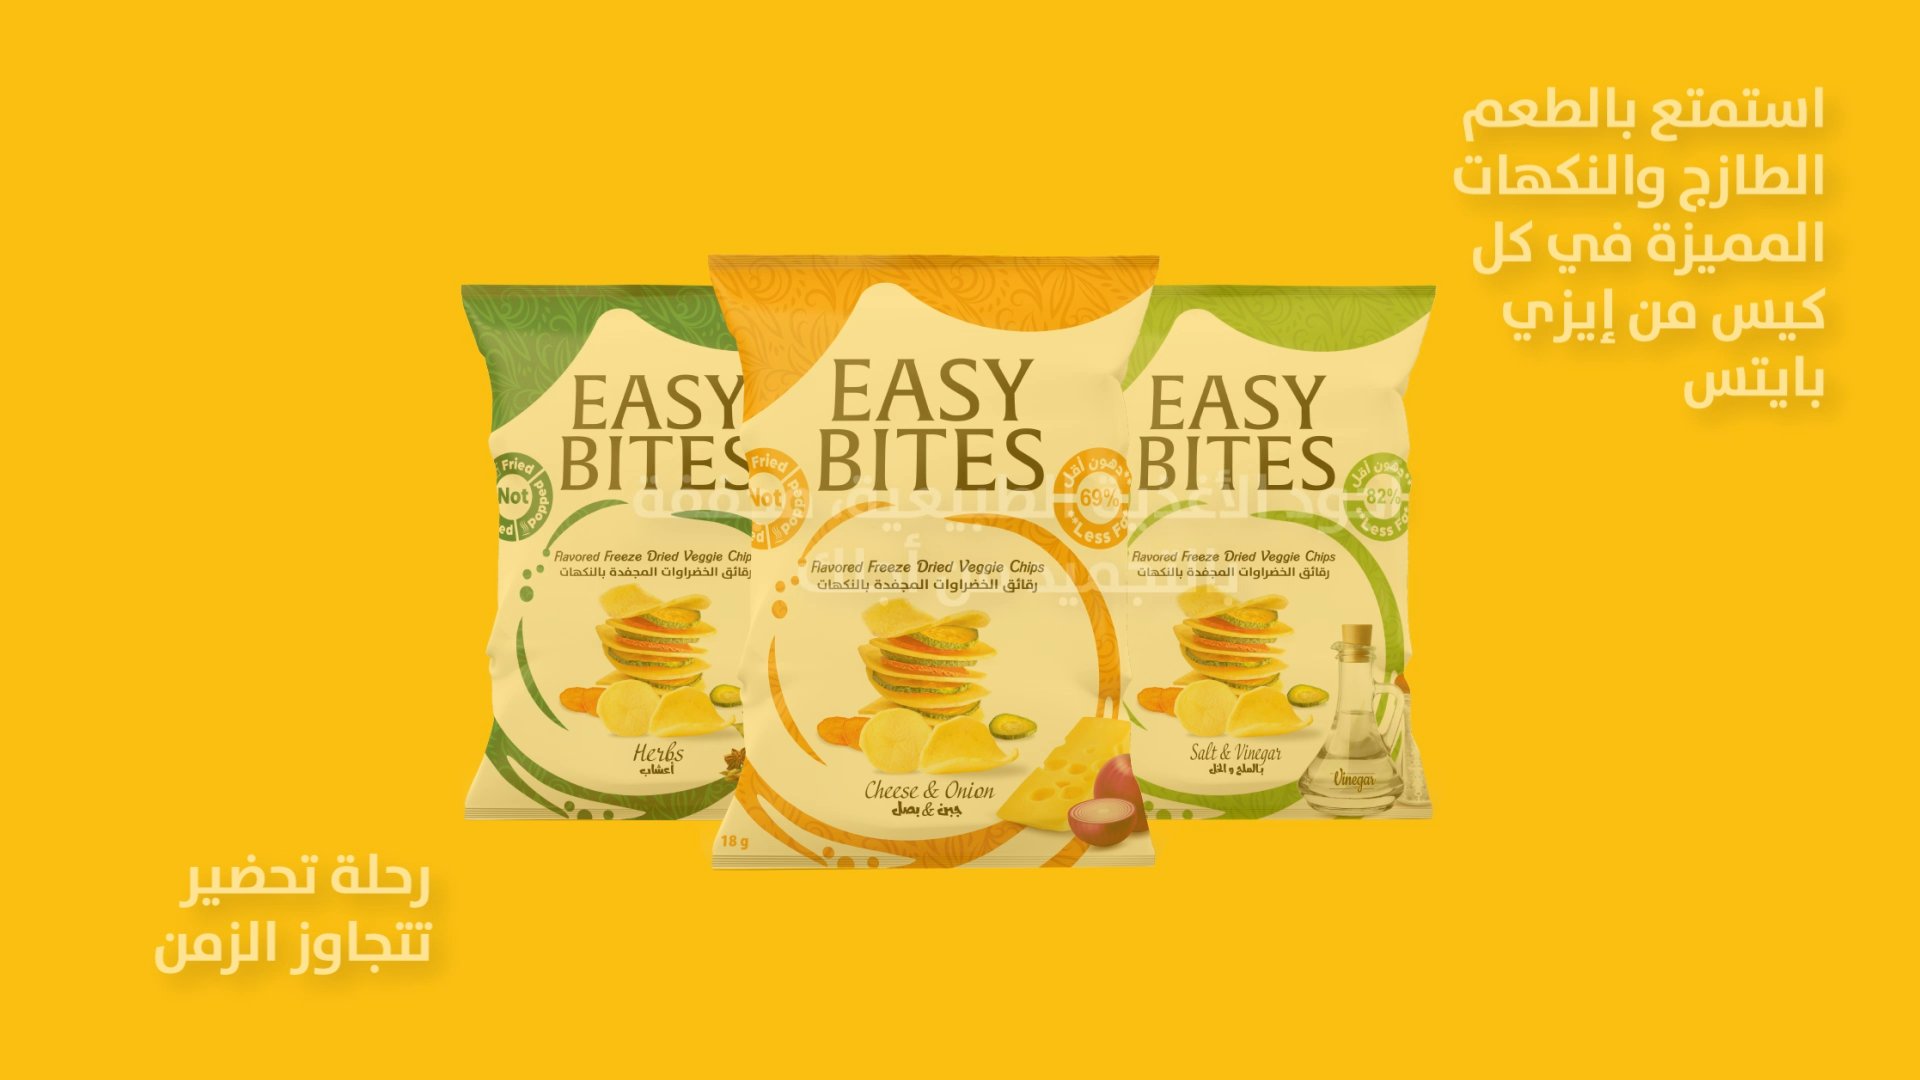 استمتع بالطعم
الطازج والنكهات
المميزة في كل
كيس من إيزي
بايتس
EASY
BITES
Fried
Not
Popped
Flavored Freeze Dried Veggie Chip
رقائق الخضراوات المجفدة بالنكهات
Herbs
أعشاب
EASY
BITES
Fried
Not
Popped
دهون أقل**
69%
**Less Fa
Flavored Freeze Dried Veggie Chips
رقائق الخضراوات المجفدة بالنكهات
Cheese & Onion
جبن & بصل
18 g
EASY
BITES
دهون أقل**
82%
**Less Fa
Flavored Freeze Dried Veggie Chips
رقائق الخضراوات المجفدة بالنكهات
Salt & Vinegar
بالملح و الخل
Vinegar
رحلة تحضير
تتجاوز الزمن